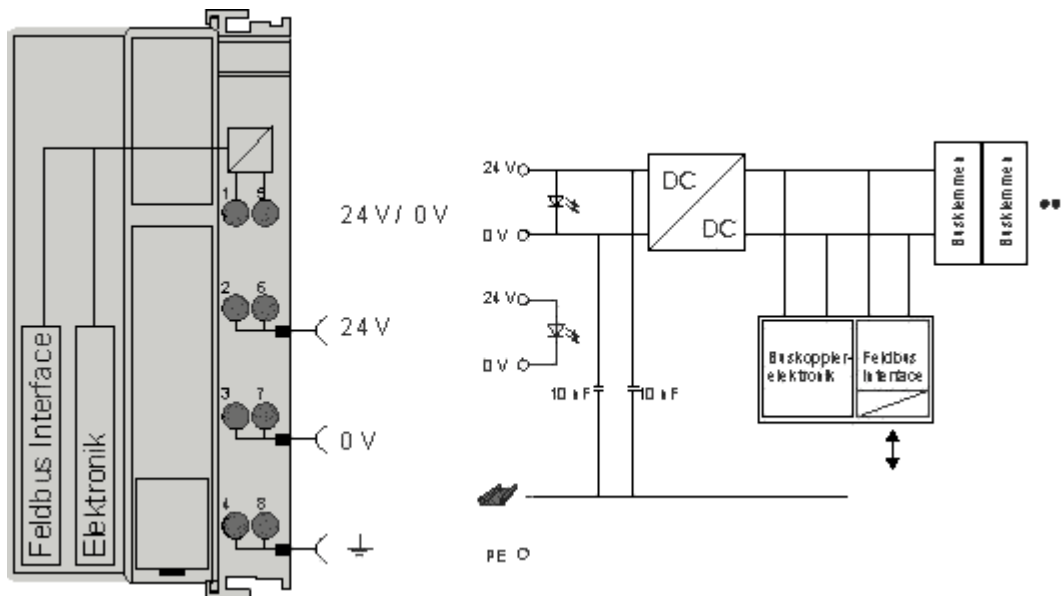 1 5
24 V / 0 V
2 6
24 V
3 7
0 V
4 8
Feldbus Interface
Elektronik
24 V
0 V
DC
DC
Busklemmen
Busklemmen
24 V
0 V
10 nF
10 nF
Buskoppler-
elektronik
Feldbus
Interface
PE